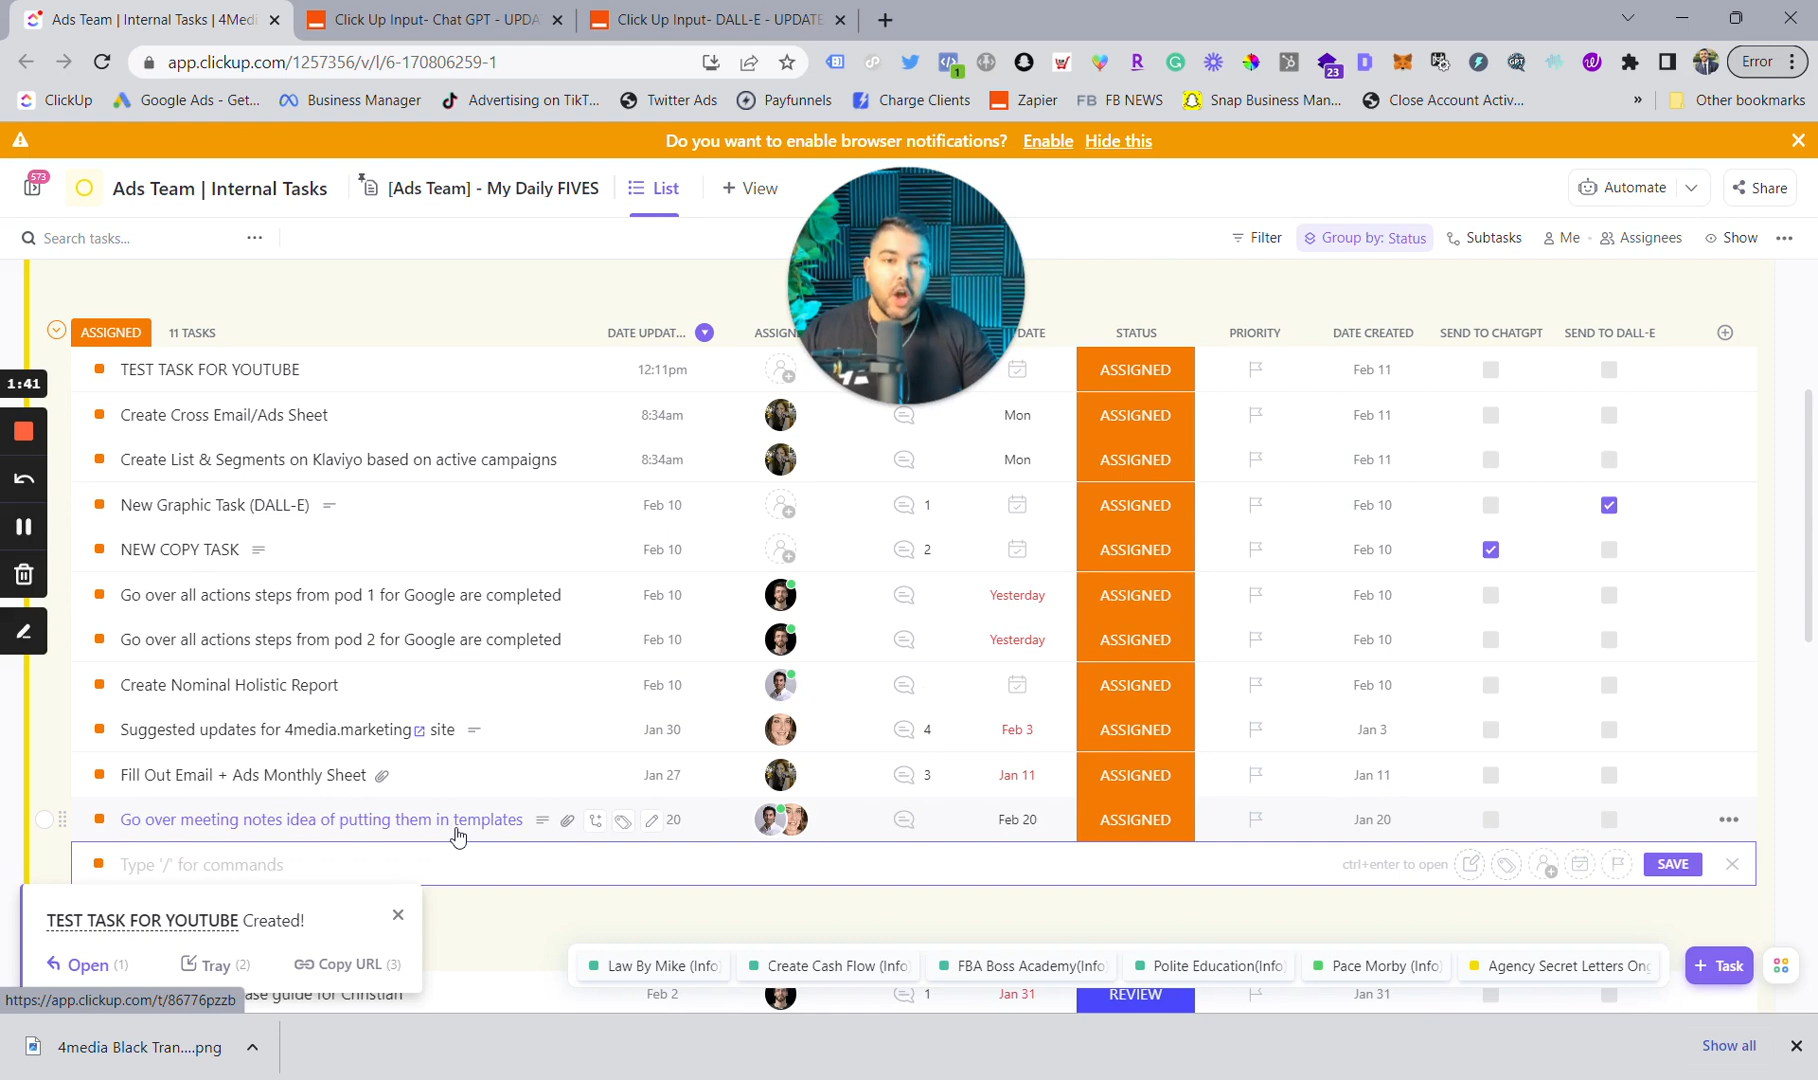 Ads Team | Internal Tasks | 4Medi
Click Up Input- Chat GPT - UPDA
Click Up Input- DALL-E - UPDATE
app.clickup.com/1257356/v/l/6-170806259-1
1
23
Error
ClickUp
Google Ads - Get...
Business Manager
Advertising on TikT...
Twitter Ads
Payfunnels
Charge Clients
Zapier
FB FB NEWS
Snap Business Man...
Close Account Activ...
»
Other bookmarks
Do you want to enable browser notifications? Enable Hide this
573
Ads Team | Internal Tasks
[Ads Team] - My Daily FIVES
List
+ View
Automate
Share
Search tasks...
Filter
Group by: Status
Subtasks
Me
Assignees
Show
ASSIGNED 11 TASKS DATE UPDAT... ASSIGN DATE STATUS PRIORITY DATE CREATED SEND TO CHATGPT SEND TO DALL-E
TEST TASK FOR YOUTUBE 12:11pm ASSIGNED Feb 11
1:41
Create Cross Email/Ads Sheet 8:34am Mon ASSIGNED Feb 11
Create List & Segments on Klaviyo based on active campaigns 8:34am Mon ASSIGNED Feb 11
New Graphic Task (DALL-E) Feb 10 1 ASSIGNED Feb 10
NEW COPY TASK Feb 10 2 ASSIGNED Feb 10
Go over all actions steps from pod 1 for Google are completed Feb 10 Yesterday ASSIGNED Feb 10
Go over all actions steps from pod 2 for Google are completed Feb 10 Yesterday ASSIGNED Feb 10
Create Nominal Holistic Report Feb 10 ASSIGNED Feb 10
Suggested updates for 4media.marketing site Jan 30 4 Feb 3 ASSIGNED Jan 3
Fill Out Email + Ads Monthly Sheet Jan 27 3 Jan 11 ASSIGNED Jan 11
Go over meeting notes idea of putting them in templates 20 Feb 20 ASSIGNED Jan 20
Type '/' for commands ctrl+enter to open SAVE
TEST TASK FOR YOUTUBE Created!
Open (1) Tray (2) Copy URL (3)
Law By Mike (Info)
Create Cash Flow (Info)
FBA Boss Academy(Info)
Polite Education(Info)
Pace Morby (Info)
Agency Secret Letters On
+ Task
https://app.clickup.com/t/86776pzzb
ase guide for Christian Feb 2 1 Jan 31 REVIEW Jan 31
4media Black Tran....png
Show all